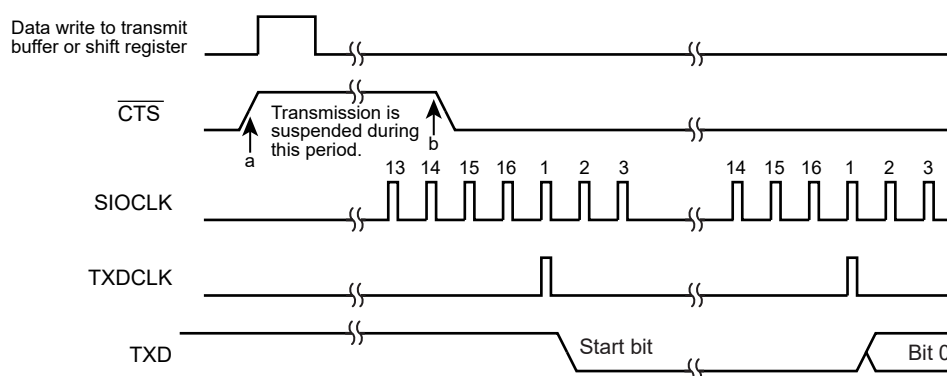 Data write to transmit
buffer or shift register
CTS
Transmission is
suspended during
this period.
a
b
13 14 15 16 1 2 3 14 15 16 1 2 3
SIOCLK
TXDCLK
TXD
Start bit
Bit 0